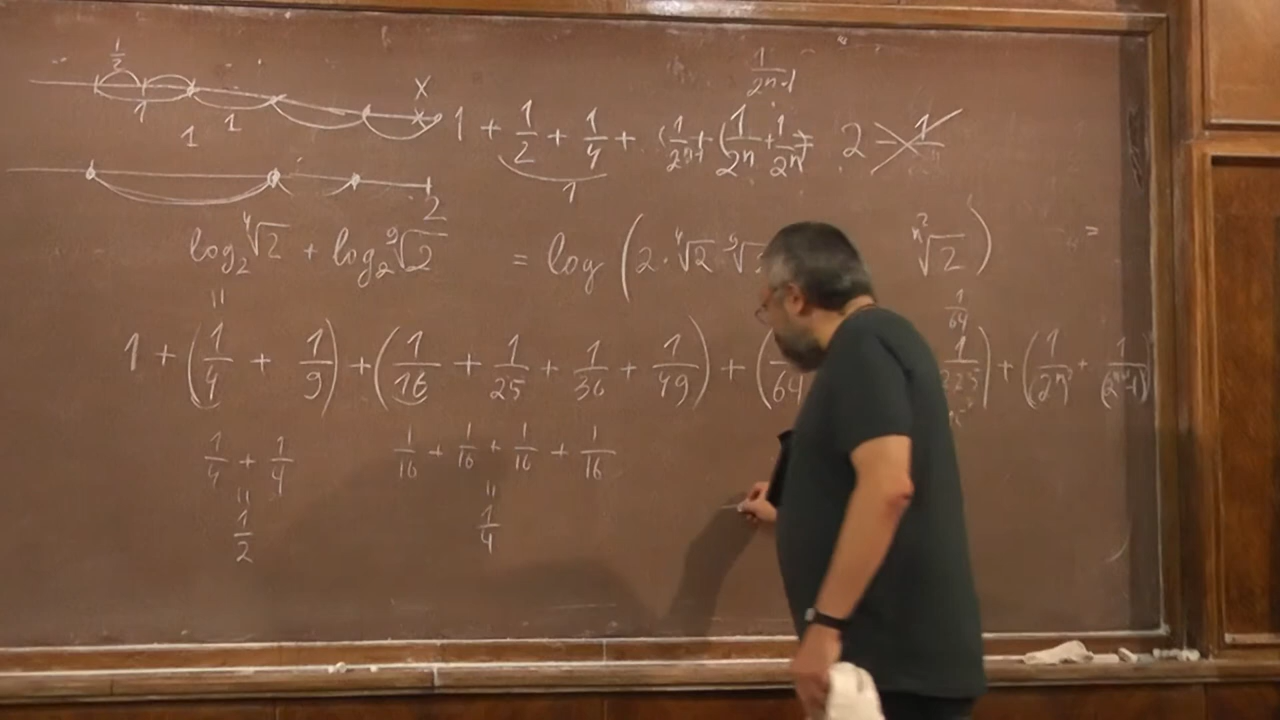 1/2
X
1
1
1
1/(2n-1)
1 + 1/2 + 1/4 + (1/2^(n-1) + (1/2^n + 1/2^n) = 2
1
2
log₂ ⁴√2 + log₂ ⁹√2 = log (2 · ⁴√2 ⁹√2 ⁿ²√2) =
1/64
1 + (1/4 + 1/9) + (1/16 + 1/25 + 1/36 + 1/49) + (1/64 1/225) + (1/(2ⁿ) +
1/4 + 1/4
1/16 + 1/16 + 1/16 + 1/16
=
1/2
=
1/4